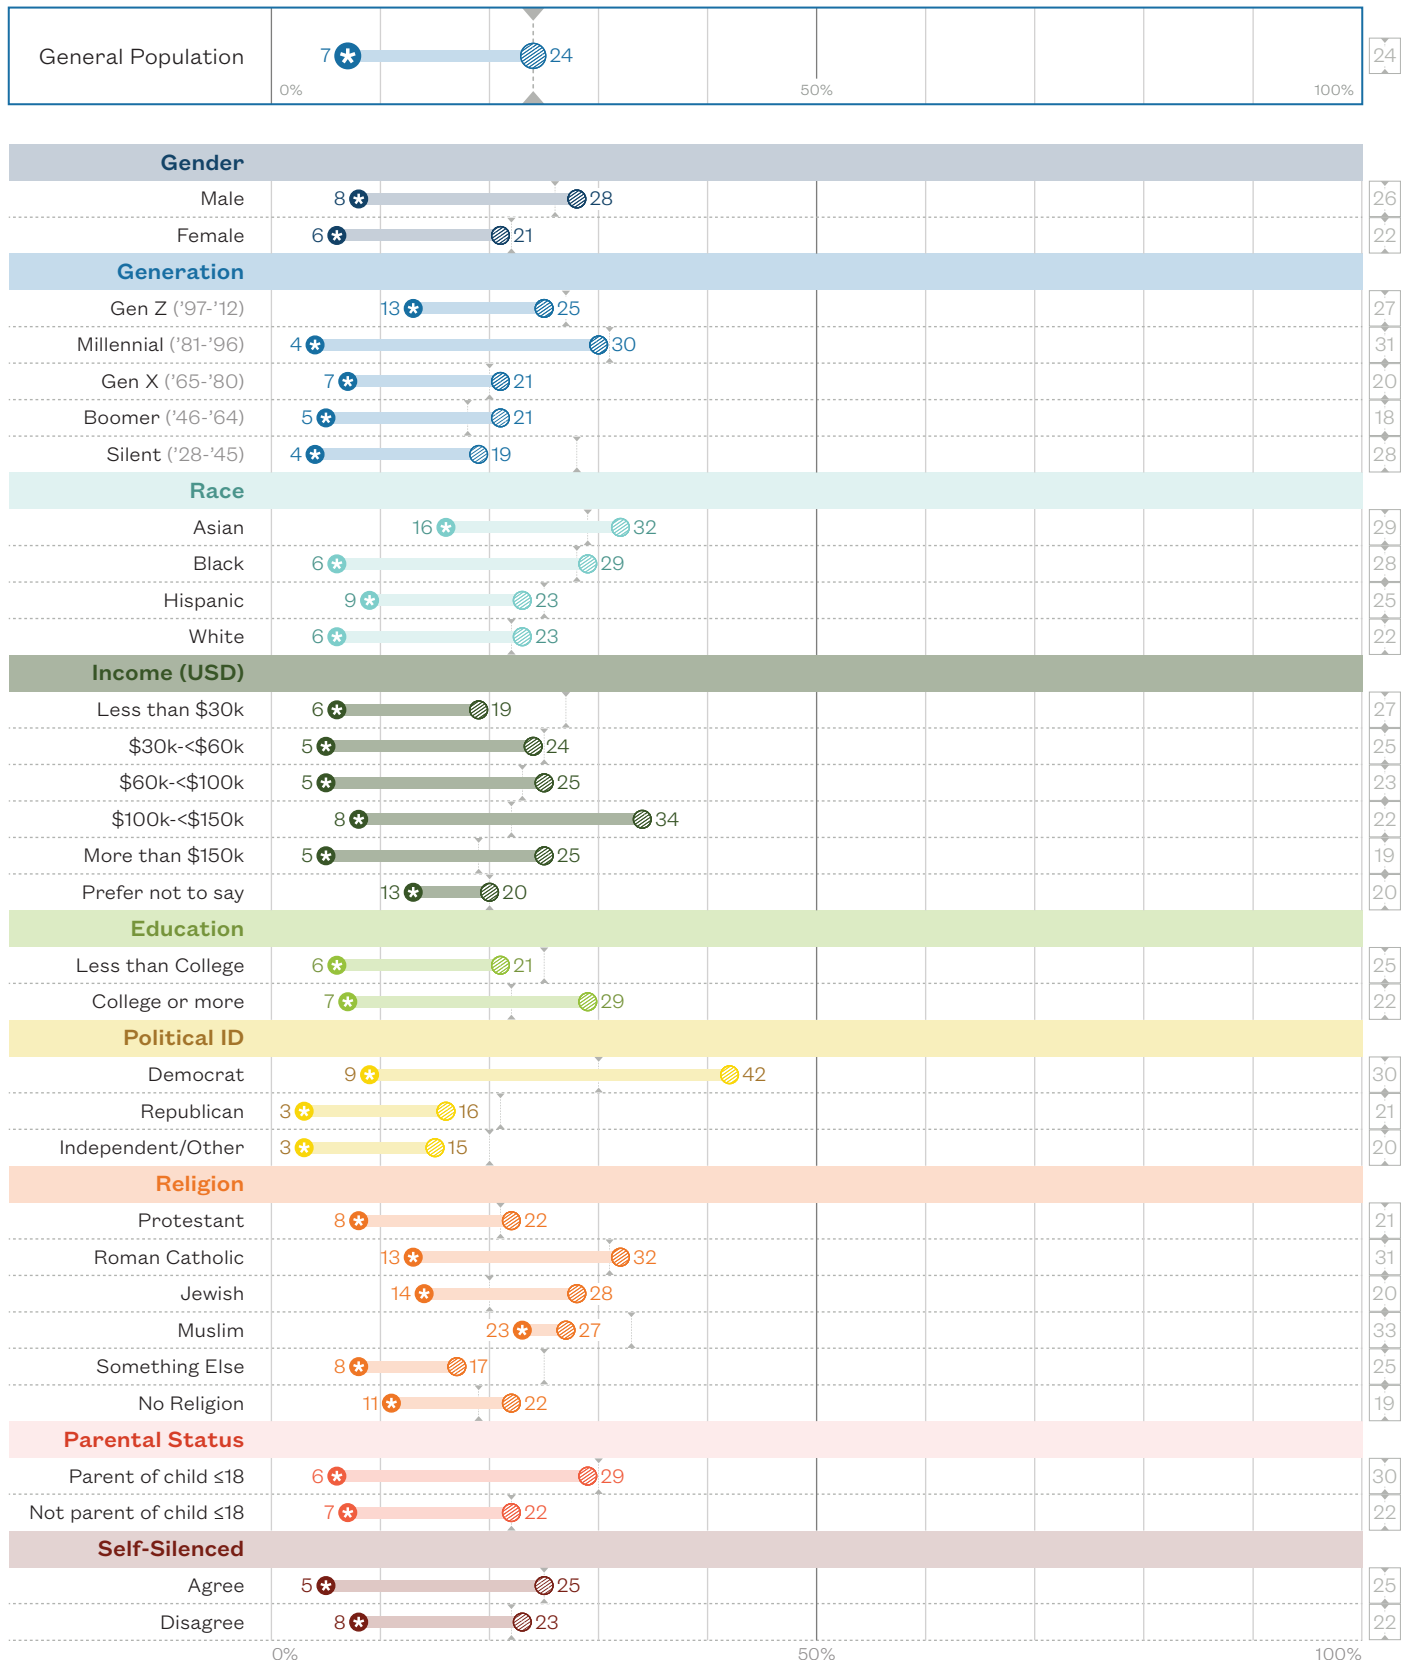 General Population 7 24 24
0% 50% 100%
Gender
Male 8 28 26
Female 6 21 22
Generation
Gen Z (’97-’12) 13 25 27
Millennial (’81-’96) 4 30 31
Gen X (’65-’80) 7 21 20
Boomer (’46-’64) 5 21 18
Silent (’28-’45) 4 19 28
Race
Asian 16 32 29
Black 6 29 28
Hispanic 9 23 25
White 6 23 22
Income (USD)
Less than $30k 6 19 27
$30k-<$60k 5 24 25
$60k-<$100k 5 25 23
$100k-<$150k 8 34 22
More than $150k 5 25 19
Prefer not to say 13 20 20
Education
Less than College 6 21 25
College or more 7 29 22
Political ID
Democrat 9 42 30
Republican 3 16 21
Independent/Other 3 15 20
Religion
Protestant 8 22 21
Roman Catholic 13 32 31
Jewish 14 28 20
Muslim 23 27 33
Something Else 8 17 25
No Religion 11 22 19
Parental Status
Parent of child ≤18 6 29 30
Not parent of child ≤18 7 22 22
Self-Silenced
Agree 5 25 25
Disagree 8 23 22
0% 50% 100%